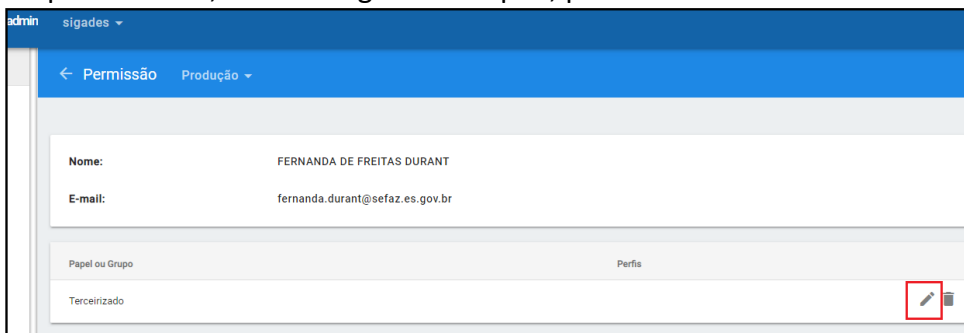 admin sigades
Permissão Produção
Nome: FERNANDA DE FREITAS DURANT
E-mail: fernanda.durant@sefaz.es.gov.br
Papel ou Grupo Perfis
Terceirizado